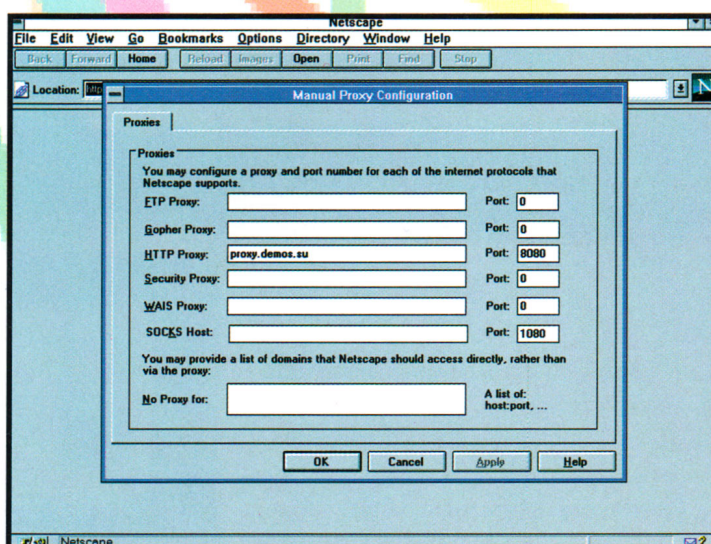 Netscape
File Edit View Go Bookmarks Options Directory Window Help
Back Forward Home Reload Images Open Print Find Stop
Location:
Manual Proxy Configuration
Proxies
Proxies
You may configure a proxy and port number for each of the internet protocols that
Netscape supports.
FTP Proxy: Port: 0
Gopher Proxy: Port: 0
HTTP Proxy: proxy.demos.su Port: 8080
Security Proxy: Port: 0
WAIS Proxy: Port: 0
SOCKS Host: Port: 1080
You may provide a list of domains that Netscape should access directly, rather than
via the proxy:
No Proxy for: A list of:
host:port, ...
OK Cancel Apply Help
Netscape